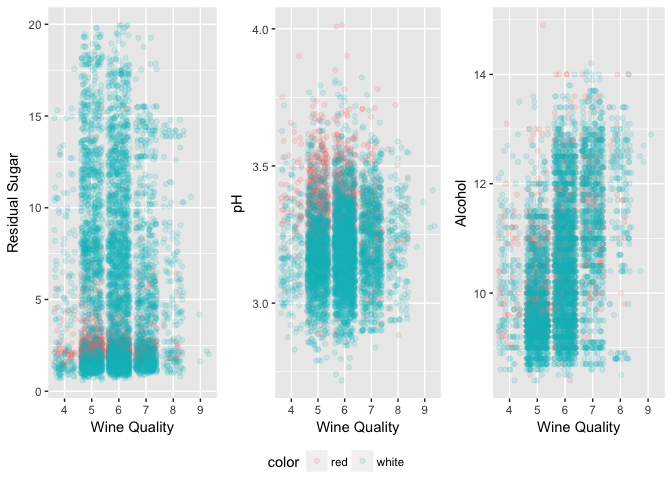 20
15
10
5
0
Residual Sugar
4 5 6 7 8 9
Wine Quality
4.0
3.5
3.0
pH
4 5 6 7 8 9
Wine Quality
14
12
10
Alcohol
4 5 6 7 8 9
Wine Quality
color red white